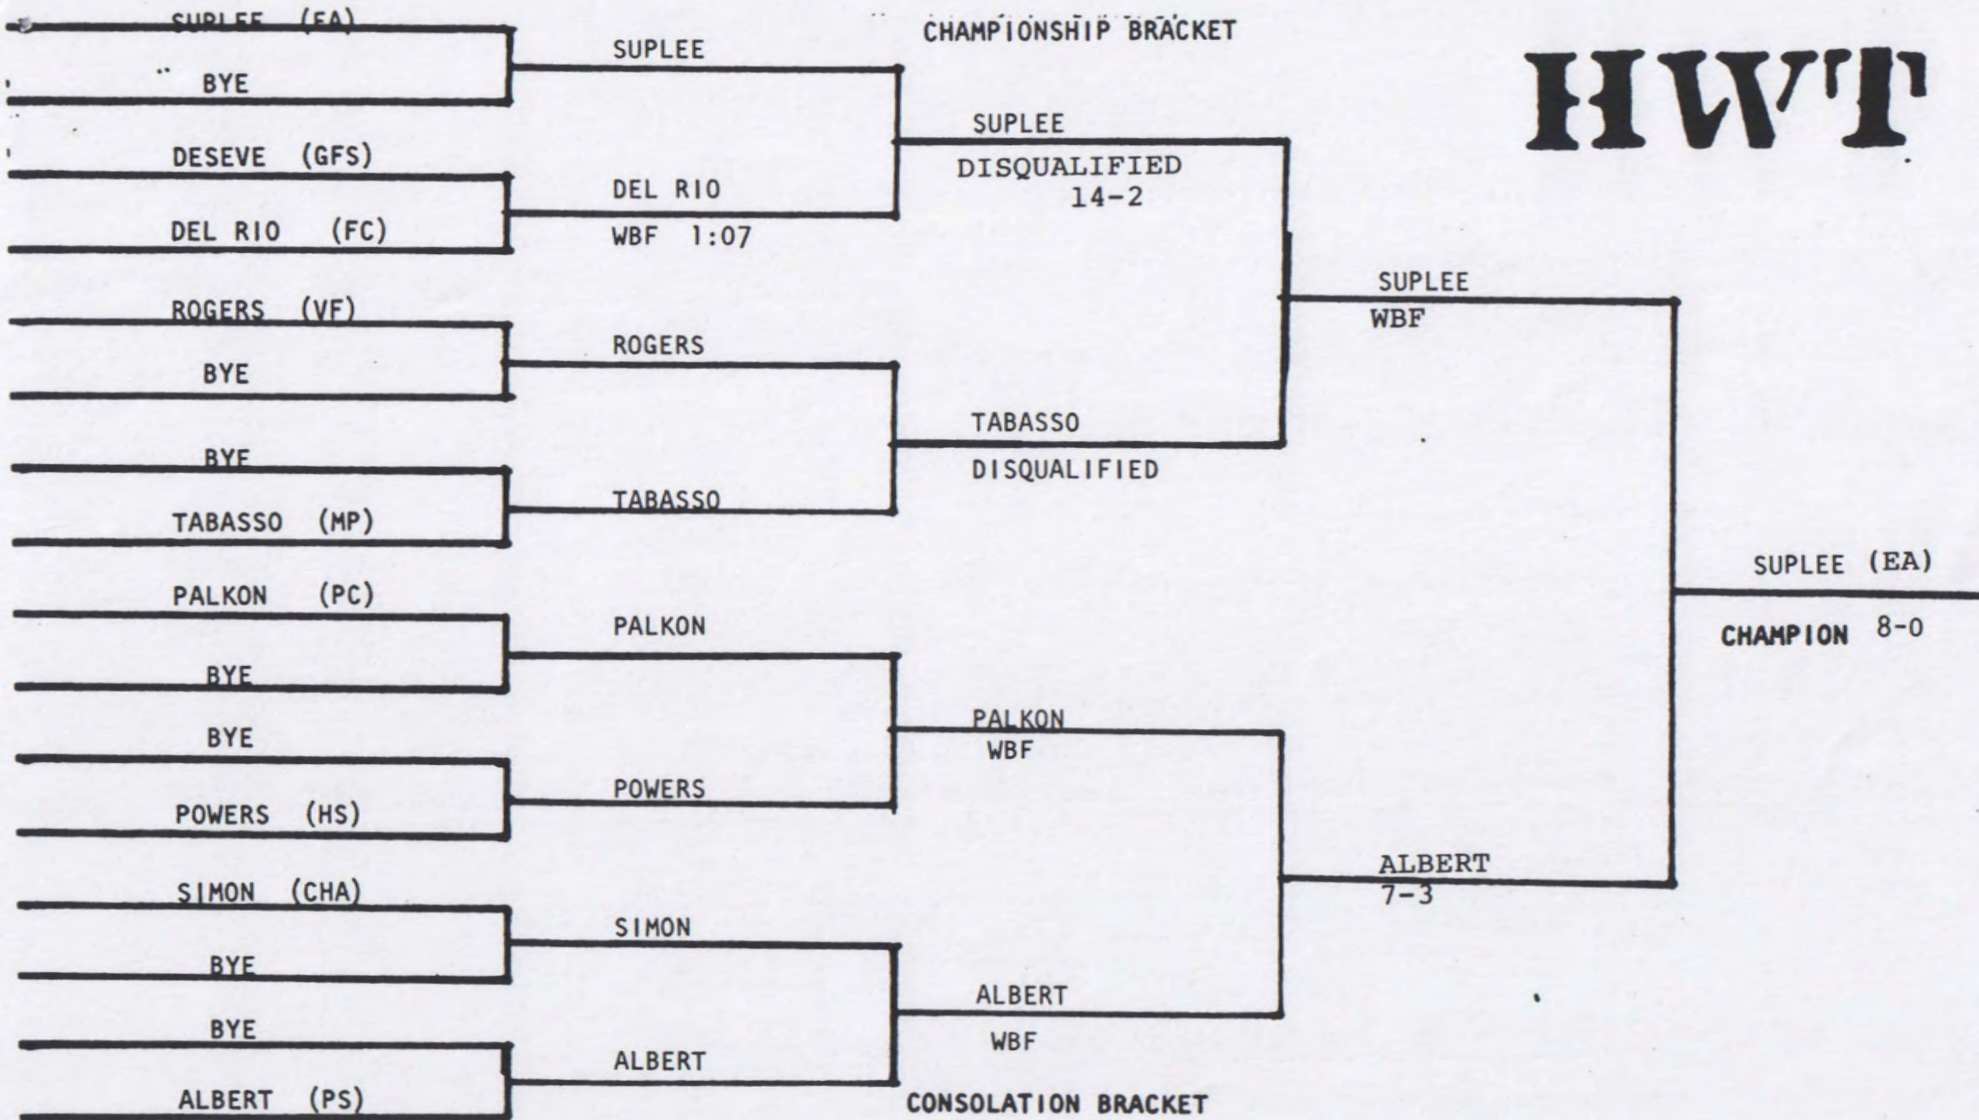 CHAMPIONSHIP BRACKET
HWT
SUPLEE (EA)
BYE
DESEVE (GFS)
DEL RIO (FC)
ROGERS (VF)
BYE
BYE
TABASSO (MP)
PALKON (PC)
BYE
BYE
POWERS (HS)
SIMON (CHA)
BYE
BYE
ALBERT (PS)
SUPLEE
DEL RIO
WBF 1:07
ROGERS
TABASSO
PALKON
POWERS
SIMON
ALBERT
SUPLEE
DISQUALIFIED
14-2
TABASSO
DISQUALIFIED
PALKON
WBF
ALBERT
WBF
SUPLEE
WBF
ALBERT
7-3
SUPLEE (EA)
CHAMPION 8-0
CONSOLATION BRACKET